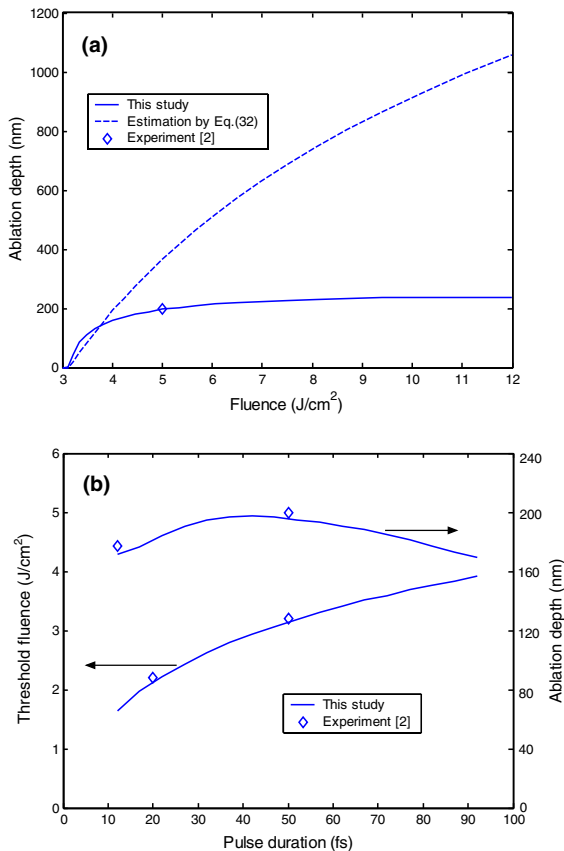 1200
(a)
1000
This study
Estimation by Eq.(32)
Experiment [2]
800
600
400
200
0
Ablation depth (nm)
3 4 5 6 7 8 9 10 11 12
Fluence (J/cm²)
6 240
(b)
5 200
4 160
3 120
2 80
1 40
0 0
This study
Experiment [2]
Threshold fluence (J/cm²)
Ablation depth (nm)
0 10 20 30 40 50 60 70 80 90 100
Pulse duration (fs)